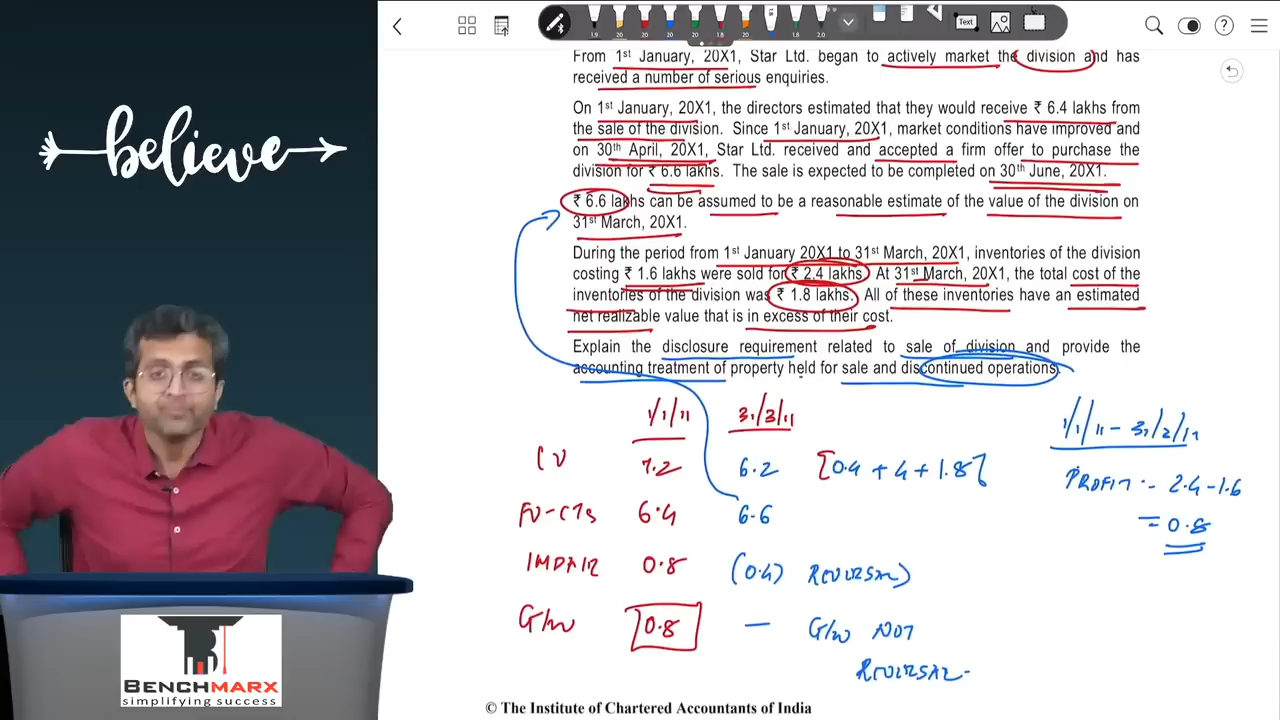 believe
BENCHMARX
simplifying success
Text
From 1st January, 20X1, Star Ltd. began to actively market the division and has
received a number of serious enquiries.
On 1st January, 20X1, the directors estimated that they would receive ₹ 6.4 lakhs from
the sale of the division. Since 1st January, 20X1, market conditions have improved and
on 30th April, 20X1, Star Ltd. received and accepted a firm offer to purchase the
division for ₹ 6.6 lakhs. The sale is expected to be completed on 30th June, 20X1.
₹ 6.6 lakhs can be assumed to be a reasonable estimate of the value of the division on
31st March, 20X1.
During the period from 1st January 20X1 to 31st March, 20X1, inventories of the division
costing ₹ 1.6 lakhs were sold for ₹ 2.4 lakhs. At 31st March, 20X1, the total cost of the
inventories of the division was ₹ 1.8 lakhs. All of these inventories have an estimated
net realizable value that is in excess of their cost.
Explain the disclosure requirement related to sale of division and provide the
accounting treatment of property held for sale and discontinued operations.
1/1/11 31/3/11
CV 7.2 6.2 [0.4 + 4 + 1.8]
FV-CTS 6.4 6.6
IMPAIR 0.8 (0.4) REVERSAL)
G/W 0.8 — G/W NOT
REVERSAL
1/1/11 - 31/3/11
PROFIT - 2.4 - 1.6
= 0.8
© The Institute of Chartered Accountants of India